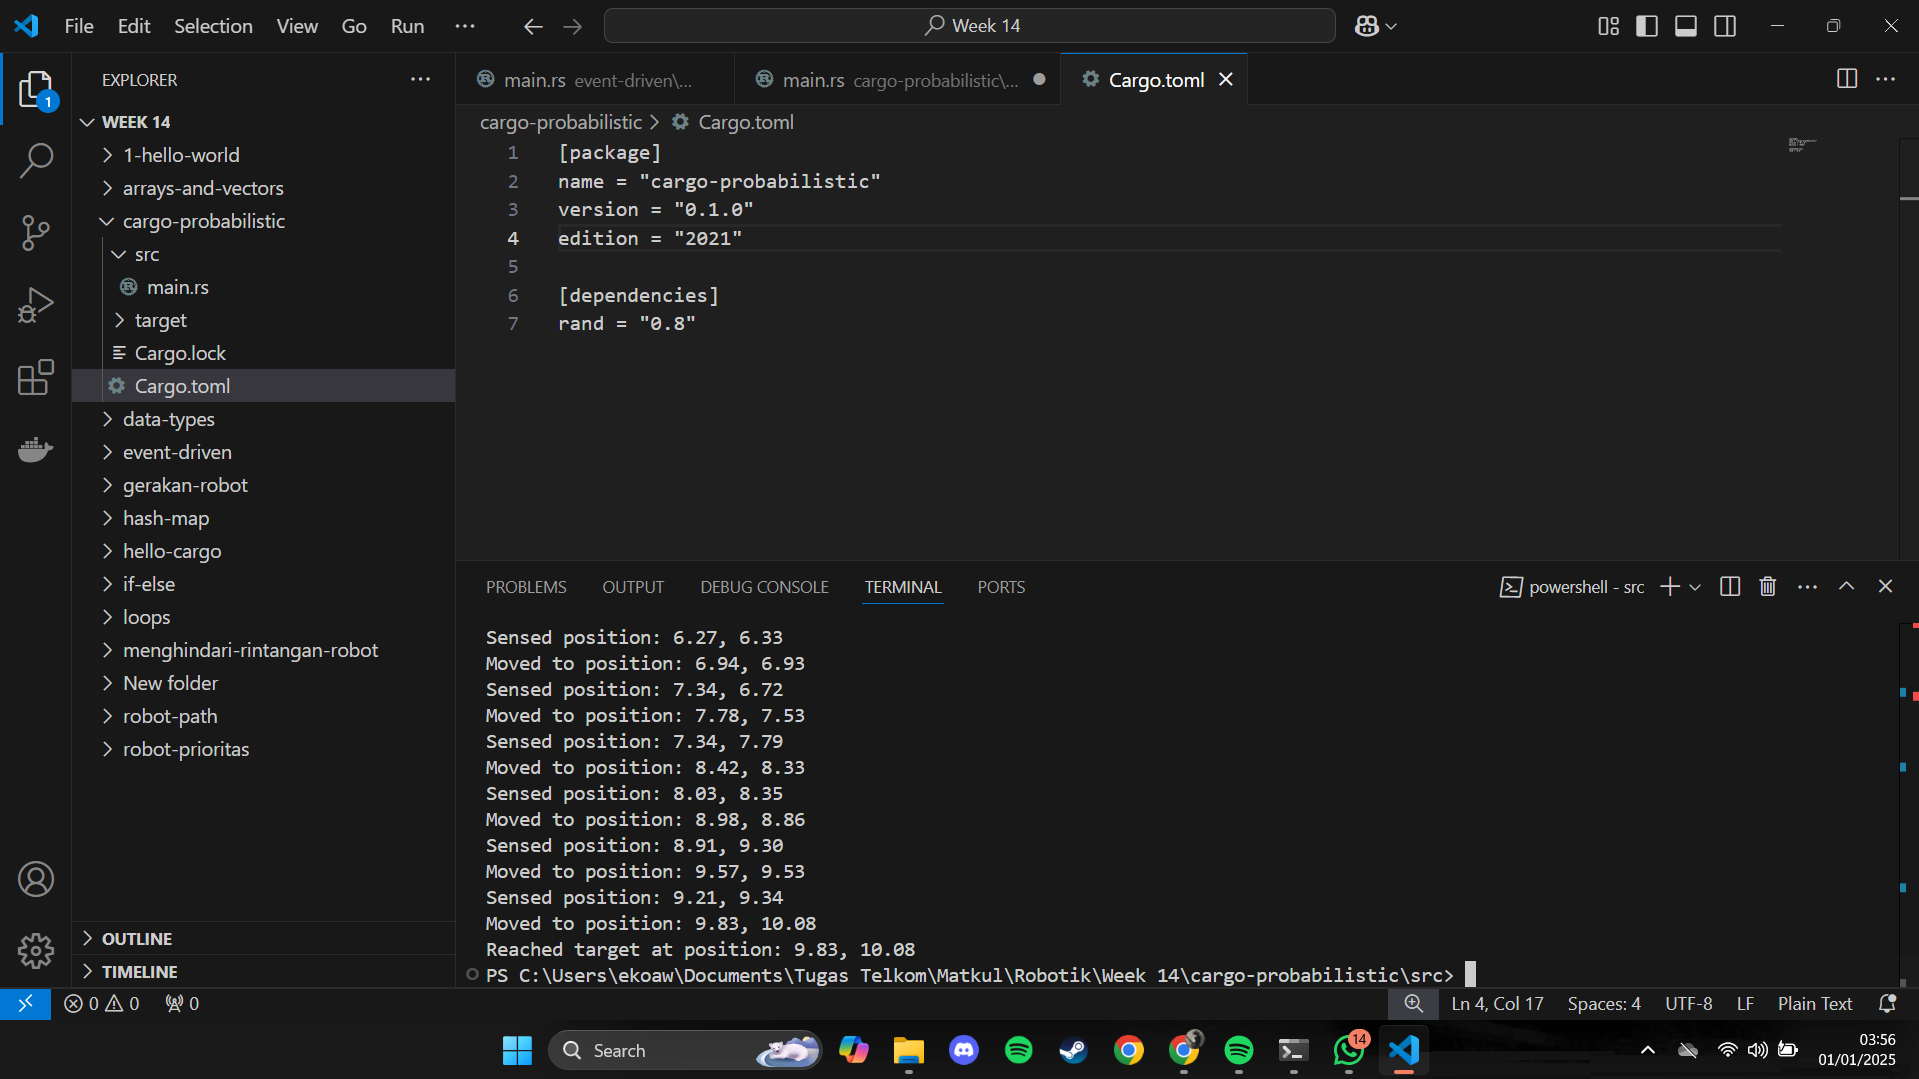 File Edit Selection View Go Run ··· Week 14
EXPLORER ···
1
WEEK 14
1-hello-world
arrays-and-vectors
cargo-probabilistic
src
main.rs
target
Cargo.lock
Cargo.toml
data-types
event-driven
gerakan-robot
hash-map
hello-cargo
if-else
loops
menghindari-rintangan-robot
New folder
robot-path
robot-prioritas
OUTLINE
TIMELINE
main.rs event-driven\... main.rs cargo-probabilistic\... Cargo.toml
cargo-probabilistic > Cargo.toml
1 [package]
2 name = "cargo-probabilistic"
3 version = "0.1.0"
4 edition = "2021"
5
6 [dependencies]
7 rand = "0.8"
PROBLEMS OUTPUT DEBUG CONSOLE TERMINAL PORTS powershell - src
Sensed position: 6.27, 6.33
Moved to position: 6.94, 6.93
Sensed position: 7.34, 6.72
Moved to position: 7.78, 7.53
Sensed position: 7.34, 7.79
Moved to position: 8.42, 8.33
Sensed position: 8.03, 8.35
Moved to position: 8.98, 8.86
Sensed position: 8.91, 9.30
Moved to position: 9.57, 9.53
Sensed position: 9.21, 9.34
Moved to position: 9.83, 10.08
Reached target at position: 9.83, 10.08
PS C:\Users\ekoaw\Documents\Tugas Telkom\Matkul\Robotik\Week 14\cargo-probabilistic\src>
0 0 0 Ln 4, Col 17 Spaces: 4 UTF-8 LF Plain Text
Search 14 03:56
01/01/2025